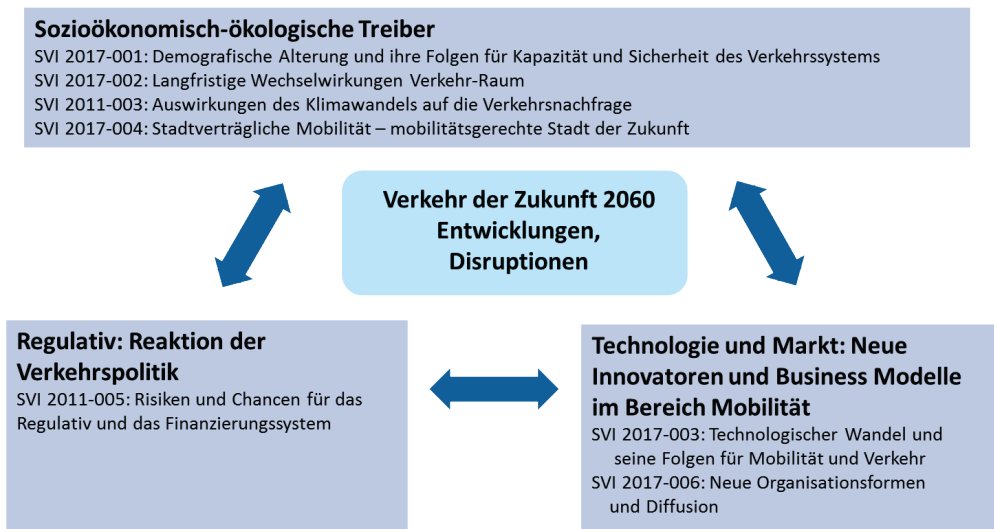 Sozioökonomisch-ökologische Treiber
SVI 2017-001: Demografische Alterung und ihre Folgen für Kapazität und Sicherheit des Verkehrssystems
SVI 2017-002: Langfristige Wechselwirkungen Verkehr-Raum
SVI 2011-003: Auswirkungen des Klimawandels auf die Verkehrsnachfrage
SVI 2017-004: Stadtverträgliche Mobilität – mobilitätsgerechte Stadt der Zukunft
Verkehr der Zukunft 2060
Entwicklungen,
Disruptionen
Regulativ: Reaktion der
Verkehrspolitik
SVI 2011-005: Risiken und Chancen für das
Regulativ und das Finanzierungssystem
Technologie und Markt: Neue
Innovatoren und Business Modelle
im Bereich Mobilität
SVI 2017-003: Technologischer Wandel und
seine Folgen für Mobilität und Verkehr
SVI 2017-006: Neue Organisationsformen
und Diffusion